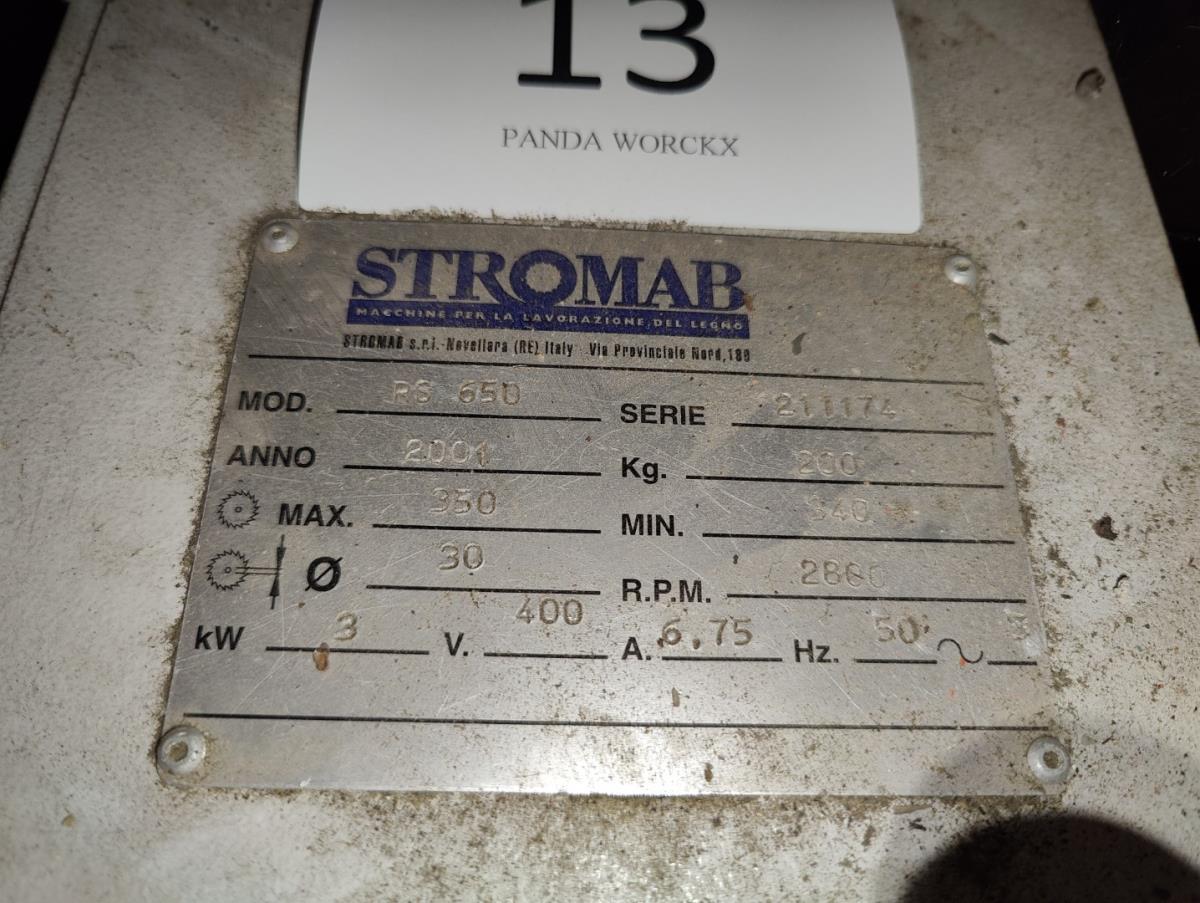 13
PANDA WORCKX
STROMAB
MACCHINE PER LA LAVORAZIONE DEL LEGNO
STROMAB s.r.l.-Novellara (RE) Italy Via Provinciale Nord,189
MOD. RS 650 SERIE 211174
ANNO 2001 Kg. 200
MAX. 350 MIN. 340
Ø 30 R.P.M.
kW 3 V. 400 A. 6,75 Hz. 50 ~ 3